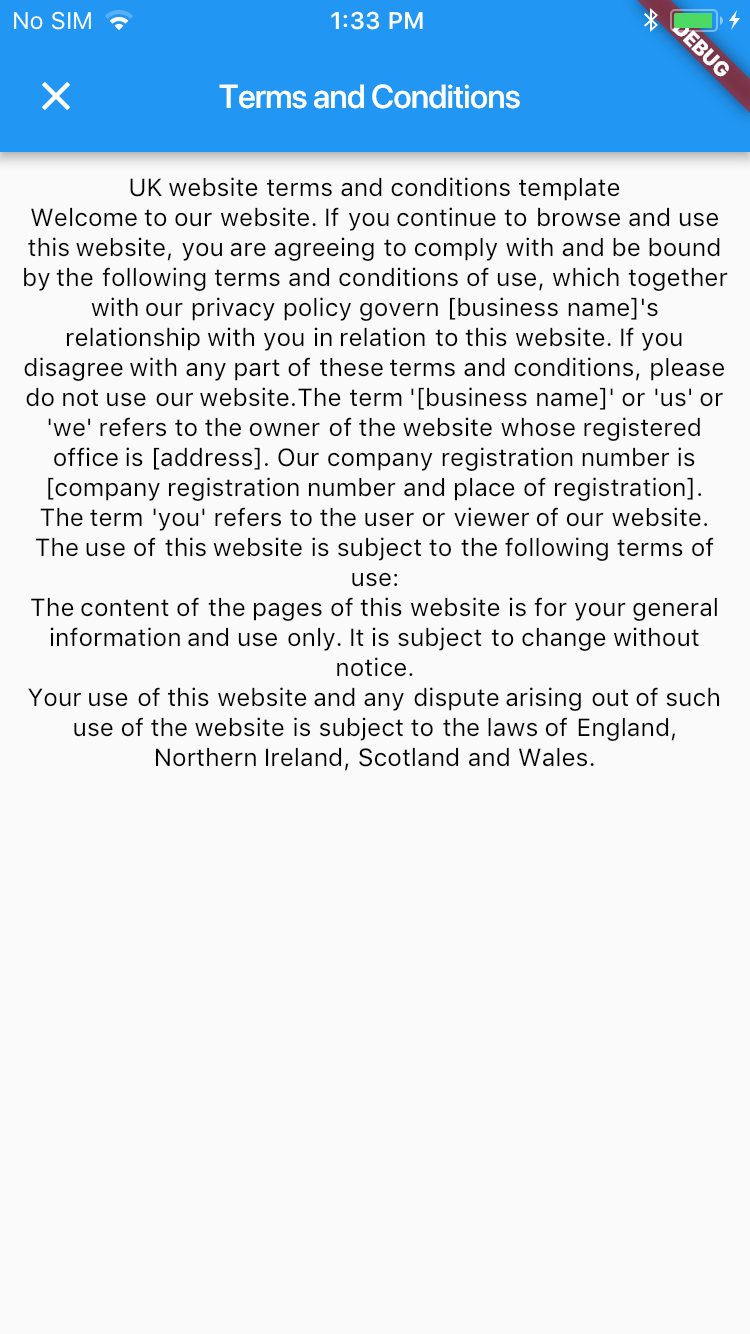 No SIM 1:33 PM
DEBUG
Terms and Conditions
UK website terms and conditions template
Welcome to our website. If you continue to browse and use
this website, you are agreeing to comply with and be bound
by the following terms and conditions of use, which together
with our privacy policy govern [business name]'s
relationship with you in relation to this website. If you
disagree with any part of these terms and conditions, please
do not use our website.The term '[business name]' or 'us' or
'we' refers to the owner of the website whose registered
office is [address]. Our company registration number is
[company registration number and place of registration].
The term 'you' refers to the user or viewer of our website.
The use of this website is subject to the following terms of
use:
The content of the pages of this website is for your general
information and use only. It is subject to change without
notice.
Your use of this website and any dispute arising out of such
use of the website is subject to the laws of England,
Northern Ireland, Scotland and Wales.